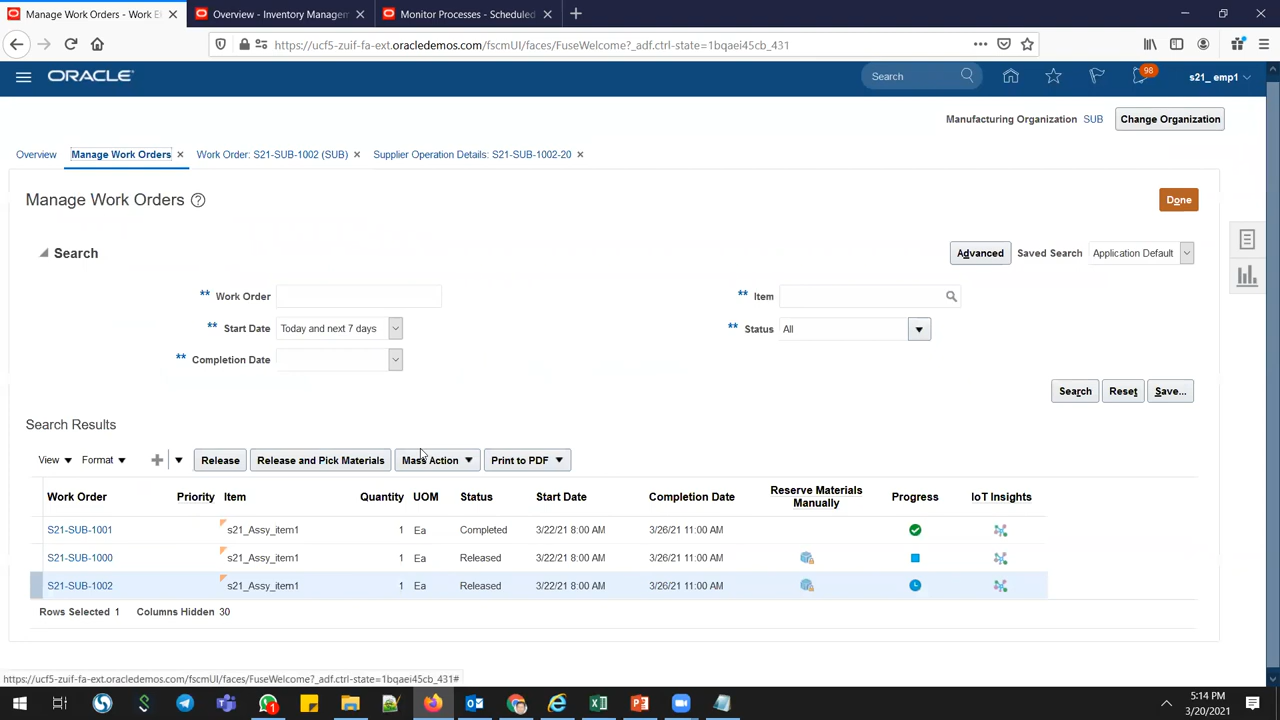 Manage Work Orders - Work E
Overview - Inventory Managem
Monitor Processes - Scheduled
https://ucf5-zuif-fa-ext.oracledemos.com/fscmUI/faces/FuseWelcome?_adf.ctrl-state=1bqaei45cb_431
ORACLE
Search
98
s21_ emp1
Manufacturing Organization SUB Change Organization
Overview Manage Work Orders Work Order: S21-SUB-1002 (SUB) Supplier Operation Details: S21-SUB-1002-20
Manage Work Orders
Done
Search
Advanced Saved Search Application Default
** Work Order
** Item
** Start Date Today and next 7 days
** Status All
** Completion Date
Search Reset Save...
Search Results
View Format Release Release and Pick Materials Mass Action Print to PDF
Work Order Priority Item Quantity UOM Status Start Date Completion Date Reserve Materials Manually Progress IoT Insights
S21-SUB-1001 s21_Assy_item1 1 Ea Completed 3/22/21 8:00 AM 3/26/21 11:00 AM
S21-SUB-1000 s21_Assy_item1 1 Ea Released 3/22/21 8:00 AM 3/26/21 11:00 AM
S21-SUB-1002 s21_Assy_item1 1 Ea Released 3/22/21 8:00 AM 3/26/21 11:00 AM
Rows Selected 1 Columns Hidden 30
https://ucf5-zuif-fa-ext.oracledemos.com/fscmUI/faces/FuseWelcome?_adf.ctrl-state=1bqaei45cb_431#
5:14 PM
3/20/2021